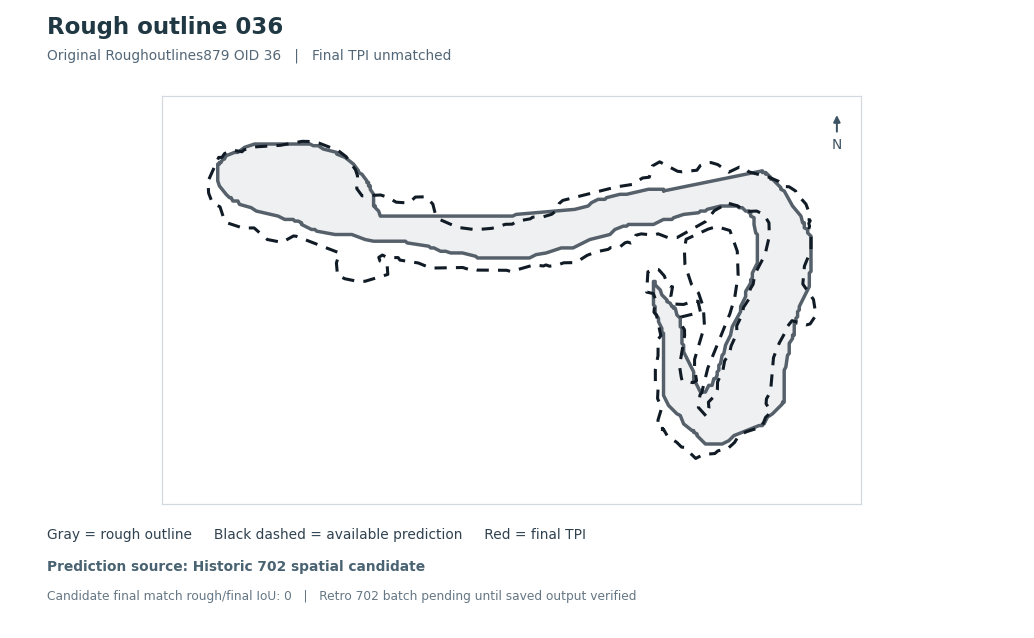 Rough outline 036
Original Roughoutlines879 OID 36   |   Final TPI unmatched
N
Gray = rough outline     Black dashed = available prediction     Red = final TPI
Prediction source: Historic 702 spatial candidate
Candidate final match rough/final IoU: 0   |   Retro 702 batch pending until saved output verified